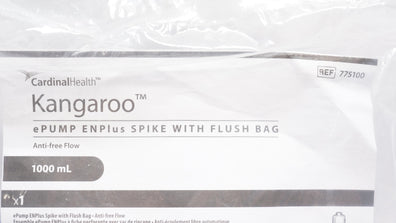 CardinalHealth™
Kangaroo™
REF 775100
ePUMP ENPlus SPIKE WITH FLUSH BAG
Anti-free Flow
1000 mL
x1
ePump ENPlus Spike with Flush Bag • Anti-free Flow